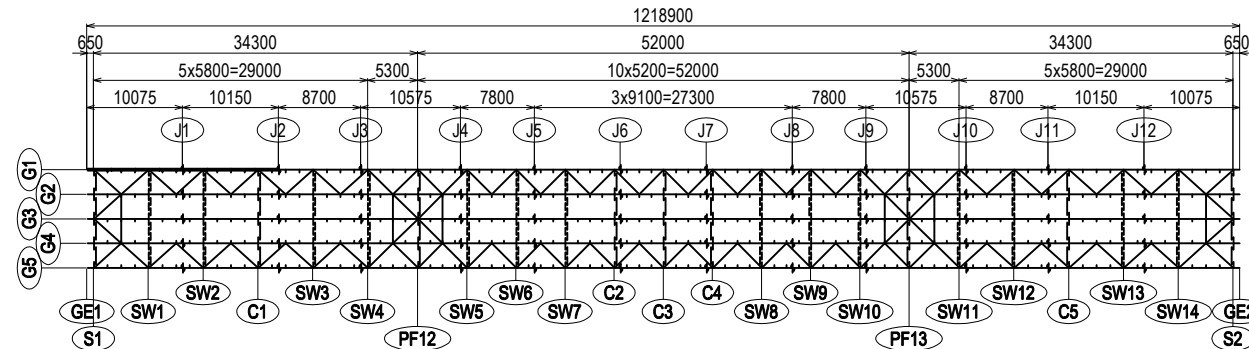 1218900
650 34300 52000 34300 650
5x5800=29000 5300 10x5200=52000 5300 5x5800=29000
10075 10150 8700 10575 7800 3x9100=27300 7800 10575 8700 10150 10075
J1 J2 J3 J4 J5 J6 J7 J8 J9 J10 J11 J12
G1
G2
G3
G4
G5
SW2 SW3 SW6 C4 SW9 SW12 SW13
GE1 SW1 C1 SW4 SW5 SW7 C2 C3 SW8 SW10 SW11 C5 SW14 GE2
S1 PF12 PF13 S2